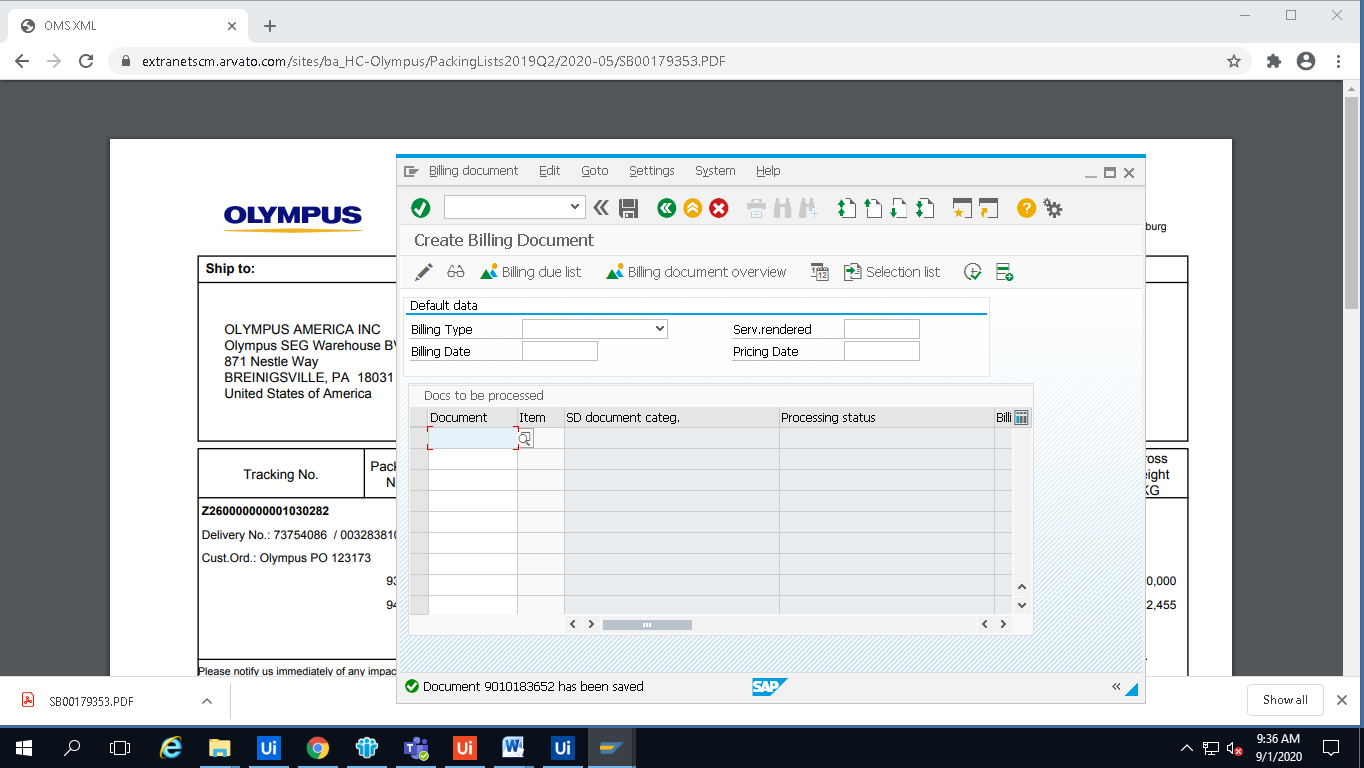 OMS XML
extranetscm.arvato.com/sites/ba_HC-Olympus/PackingLists2019Q2/2020-05/SB00179353.PDF
Billing document Edit Goto Settings System Help
OLYMPUS
burg
Create Billing Document
Ship to:
Billing due list Billing document overview Selection list
Default data
Billing Type Serv.rendered
Billing Date Pricing Date
OLYMPUS AMERICA INC
Olympus SEG Warehouse BV
871 Nestle Way
BREINIGSVILLE, PA 18031
United States of America
Docs to be processed
Document Item SD document categ. Processing status Billi
Tracking No.
Z260000000001030282
Delivery No.: 73754086 / 00328381
Cust.Ord.: Olympus PO 123173
93 0,000
94 2,455
Please notify us immediately of any impac
Document 9010183652 has been saved SAP
SB00179353.PDF Show all
9:36 AM
9/1/2020